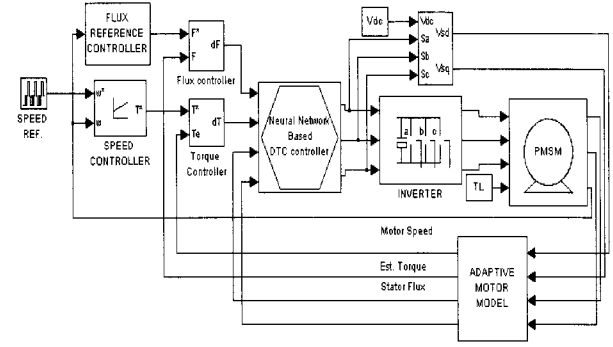 FLUX
REFERENCE
CONTROLLER
F*
F
dF
Flux controller
Vdc
Vdc
Sa
Sb
Sc
Vsd
Vsq
SPEED
REF.
w*
w
T*
SPEED
CONTROLLER
T*
Te
dT
Torque
Controller
Neural Network
Based
DTC controller
a b c
INVERTER
TL
PMSM
Motor Speed
Est. Torque
Stator Flux
ADAPTIVE
MOTOR
MODEL